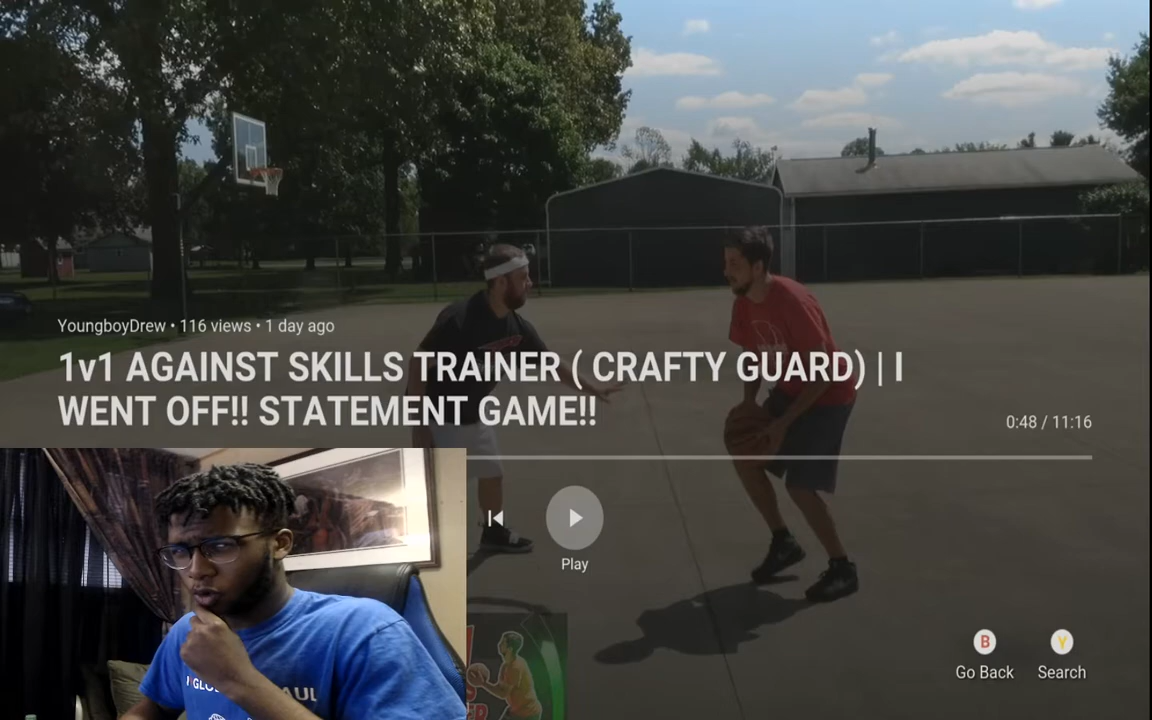 YoungboyDrew • 116 views • 1 day ago
1v1 AGAINST SKILLS TRAINER ( CRAFTY GUARD) | I
WENT OFF!! STATEMENT GAME!!
0:48 / 11:16
Play
B
Y
Go Back
Search